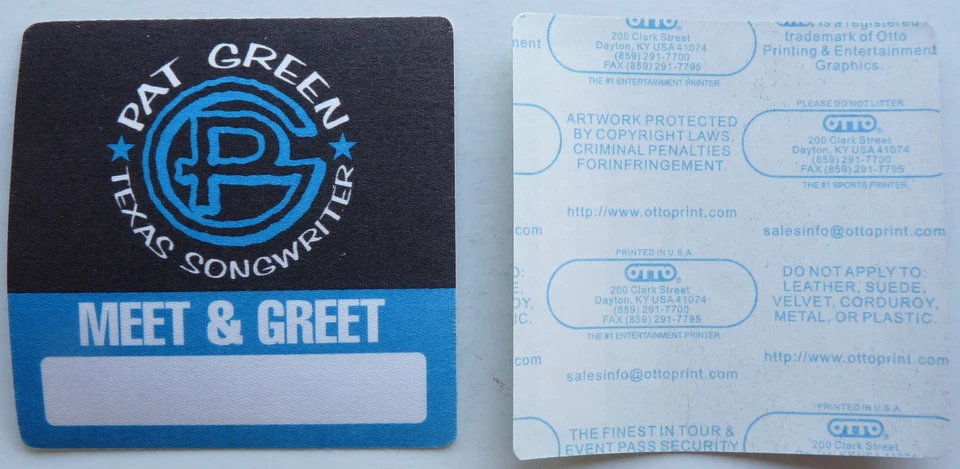 PAT GREEN
TEXAS SONGWRITER
MEET & GREET
OTTO
200 Clark Street
Dayton, KY USA 41074
(859) 291-7700
FAX (859) 291-7795
THE #1 ENTERTAINMENT PRINTER
ment
OTTO. is a registered
trademark of Otto
Printing & Entertainment
Graphics.
ARTWORK PROTECTED
BY COPYRIGHT LAWS.
CRIMINAL PENALTIES
FORINFRINGEMENT.
PLEASE DO NOT LITTER
OTTO®
200 Clark Street
Dayton, KY USA 41074
(859) 291-7700
FAX (859) 291-7795
THE #1 SPORTS PRINTER
http://www.ottoprint.com
com
salesinfo@ottoprint.com
PRINTED IN U.S.A.
OTTO®
200 Clark Street
Dayton, KY USA 41074
(859) 291-7700
FAX (859) 291-7795
THE #1 ENTERTAINMENT PRINTER
O:
E,
OY,
IC.
DO NOT APPLY TO:
LEATHER, SUEDE,
VELVET, CORDUROY,
METAL, OR PLASTIC.
com
http://www.ottoprint.com
salesinfo@ottoprint.com
THE FINEST IN TOUR &
EVENT PASS SECURITY
PRINTED IN U.S.A.
OTTO®
200 Clark Street